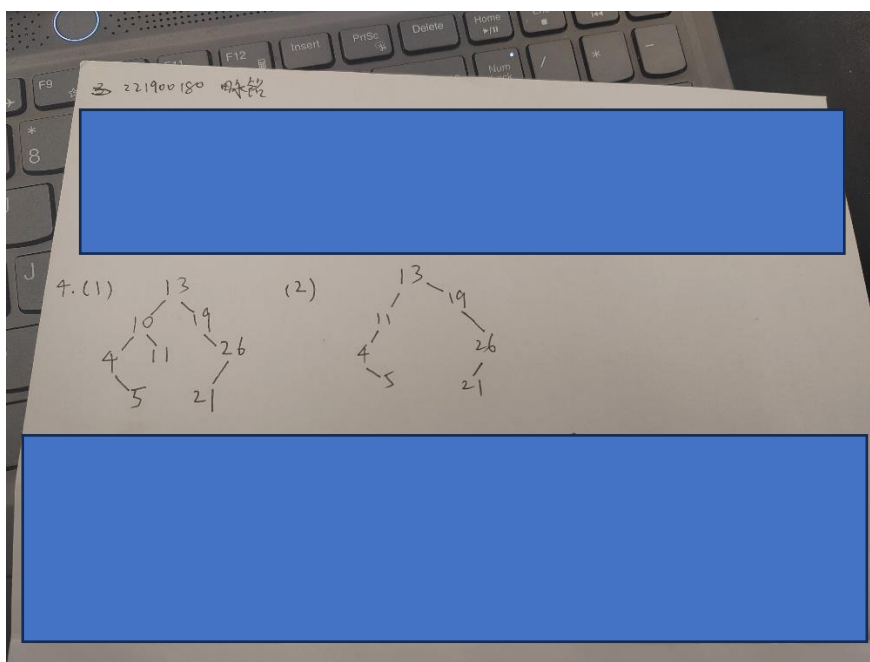 Delete
Home
Insert
PrtSc
F12
F9
Num
/
*
-
*
8
J
221900180
4. (1) 13 (2) 13
10 19 11 19
4 11 26 4 26
5 21 5 21